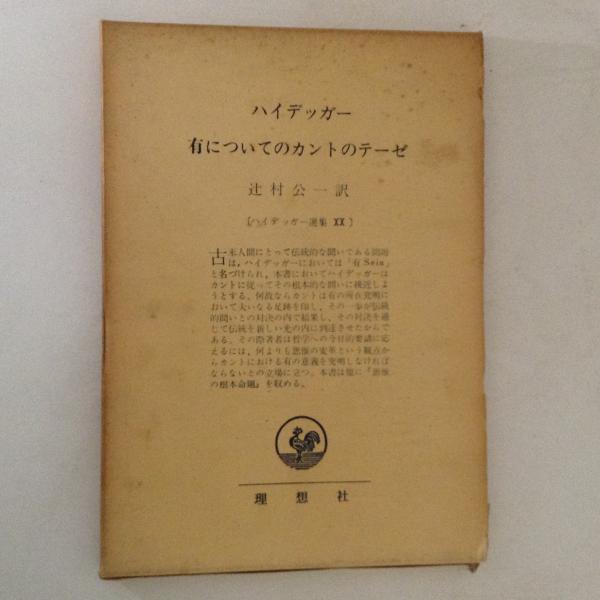 ハイデッガー
有についてのカントのテーゼ
辻村公一訳
〔ハイデッガー選集 XX〕
古来人間にとって伝統的な問いである問題
は，ハイデッガーにおいては「有 Sein」
と名づけられ，本書においてハイデッガーは
カントに従ってその根本的な問いに接近しよ
うとする．何故ならカントは有の所在究明に
おいて大いなる足跡を印し，その一歩が伝統
的問いとの対決の内で結果し，その対決を通
じて伝統を新しい光の内に到達させたからで
ある．その際著者は哲学への今日的要請に応
えるには，何よりも思惟の変革という観点か
らカントにおける有の意義を究明しなければ
ならないとの立場に立つ．本書は他に『思惟
の根本命題』を収める．
理想社